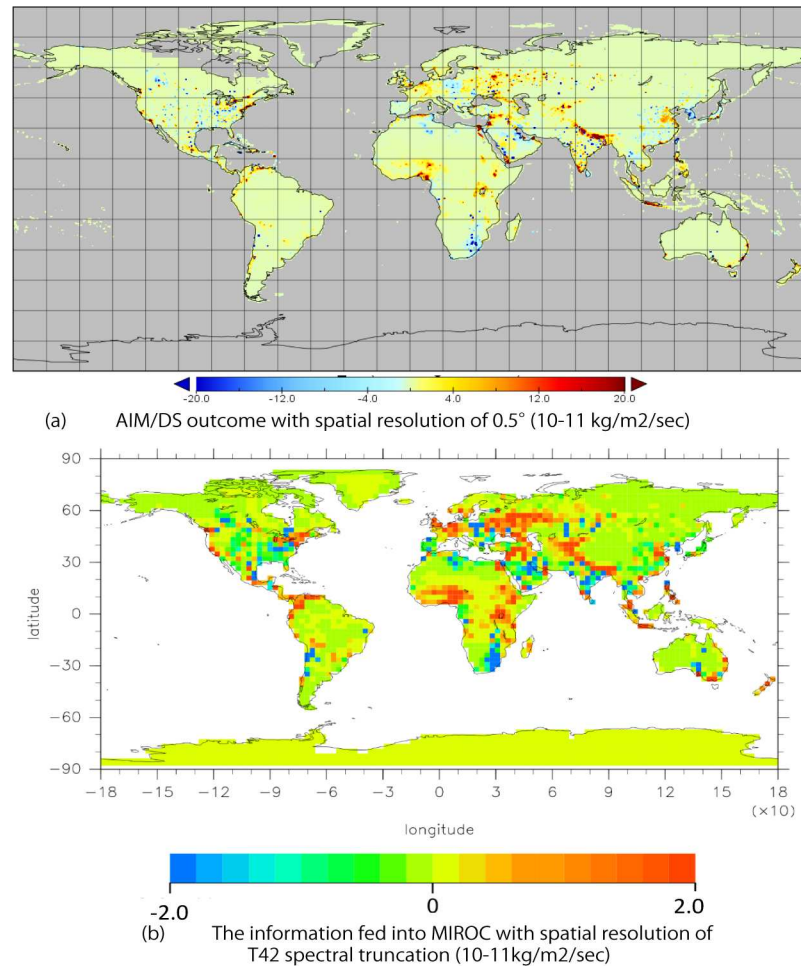 -20.0 -12.0 -4.0 4.0 12.0 20.0
(a) AIM/DS outcome with spatial resolution of 0.5° (10-11 kg/m2/sec)
90
60
30
0
-30
-60
-90
latitude
-18 -15 -12 -9 -6 -3 0 3 6 9 12 15 18
(×10)
longitude
-2.0 0 2.0
(b) The information fed into MIROC with spatial resolution of
T42 spectral truncation (10-11kg/m2/sec)